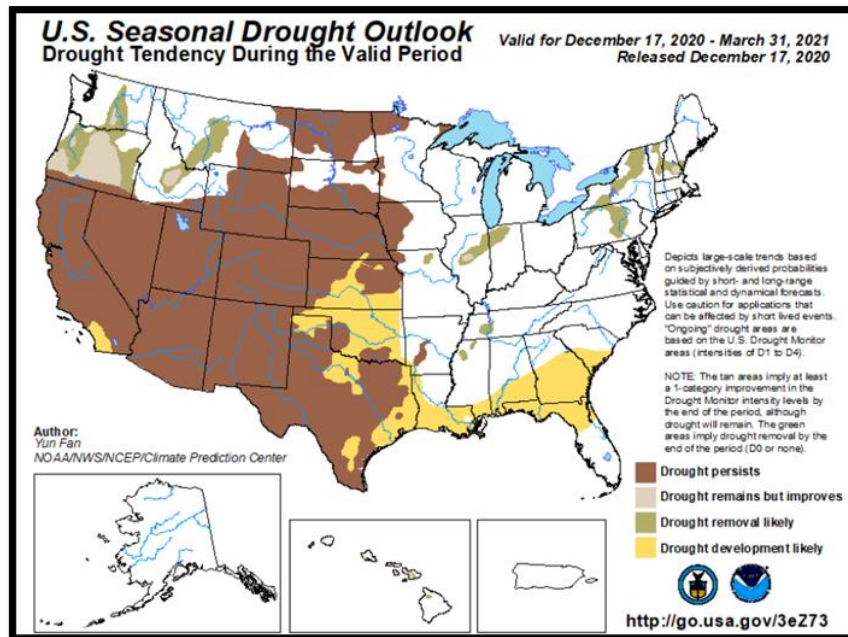 U.S. Seasonal Drought Outlook
Drought Tendency During the Valid Period
Valid for December 17, 2020 - March 31, 2021
Released December 17, 2020
Depicts large-scale trends based
on subjectively derived probabilities
guided by short- and long-range
statistical and dynamical forecasts.
Use caution for applications that
can be affected by short lived events.
"Ongoing" drought areas are
based on the U.S. Drought Monitor
areas (intensities of D1 to D4).
NOTE: The tan areas imply at least
a 1-category improvement in the
Drought Monitor intensity levels by
the end of the period, although
drought will remain. The green
areas imply drought removal by the
end of the period (D0 or none).
Author:
Yun Fan
NOAA/NWS/NCEP/Climate Prediction Center
Drought persists
Drought remains but improves
Drought removal likely
Drought development likely
http://go.usa.gov/3eZ73